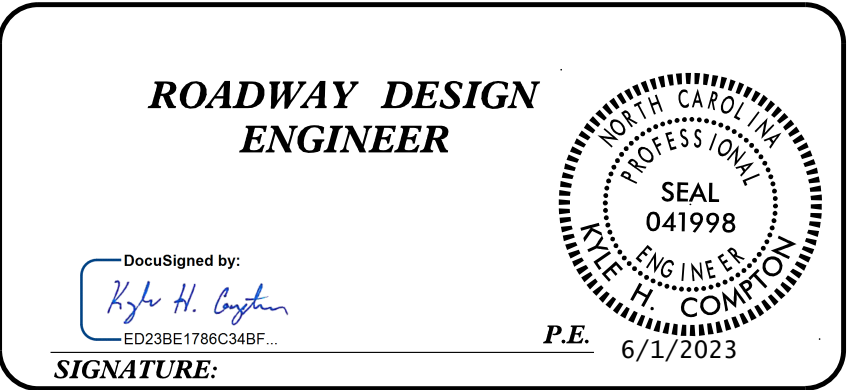 ROADWAY DESIGN
ENGINEER
NORTH CAROLINA
PROFESSIONAL
SEAL
041998
ENGINEER
KYLE H. COMPTON
DocuSigned by:
Kyle H. Compton
ED23BE1786C34BF...
P.E.
6/1/2023
SIGNATURE: